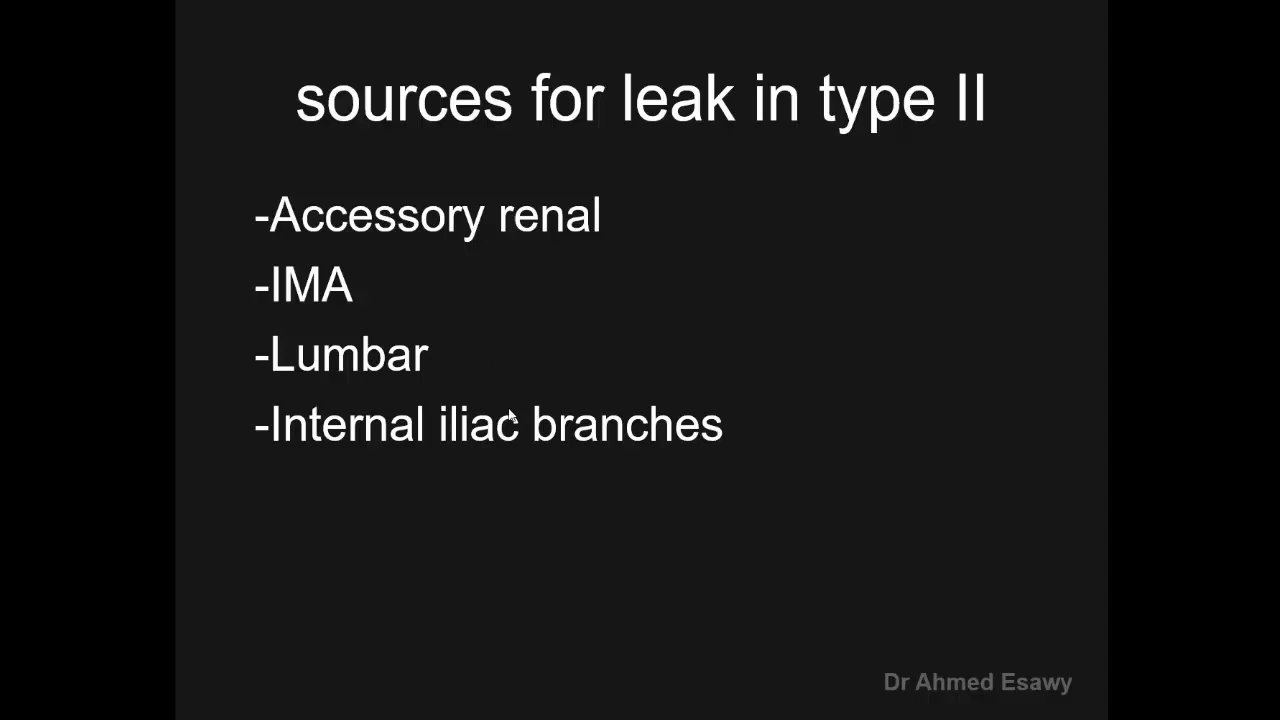 sources for leak in type II
-Accessory renal
-IMA
-Lumbar
-Internal iliac branches
Dr Ahmed Esawy